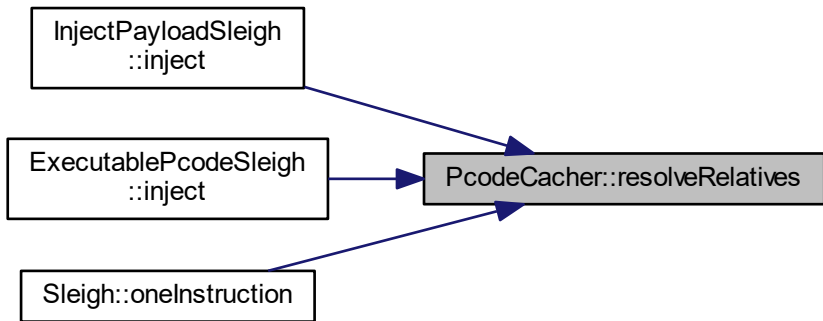 InjectPayloadSleigh
::inject
ExecutablePcodeSleigh
::inject
PcodeCacher::resolveRelatives
Sleigh::oneInstruction